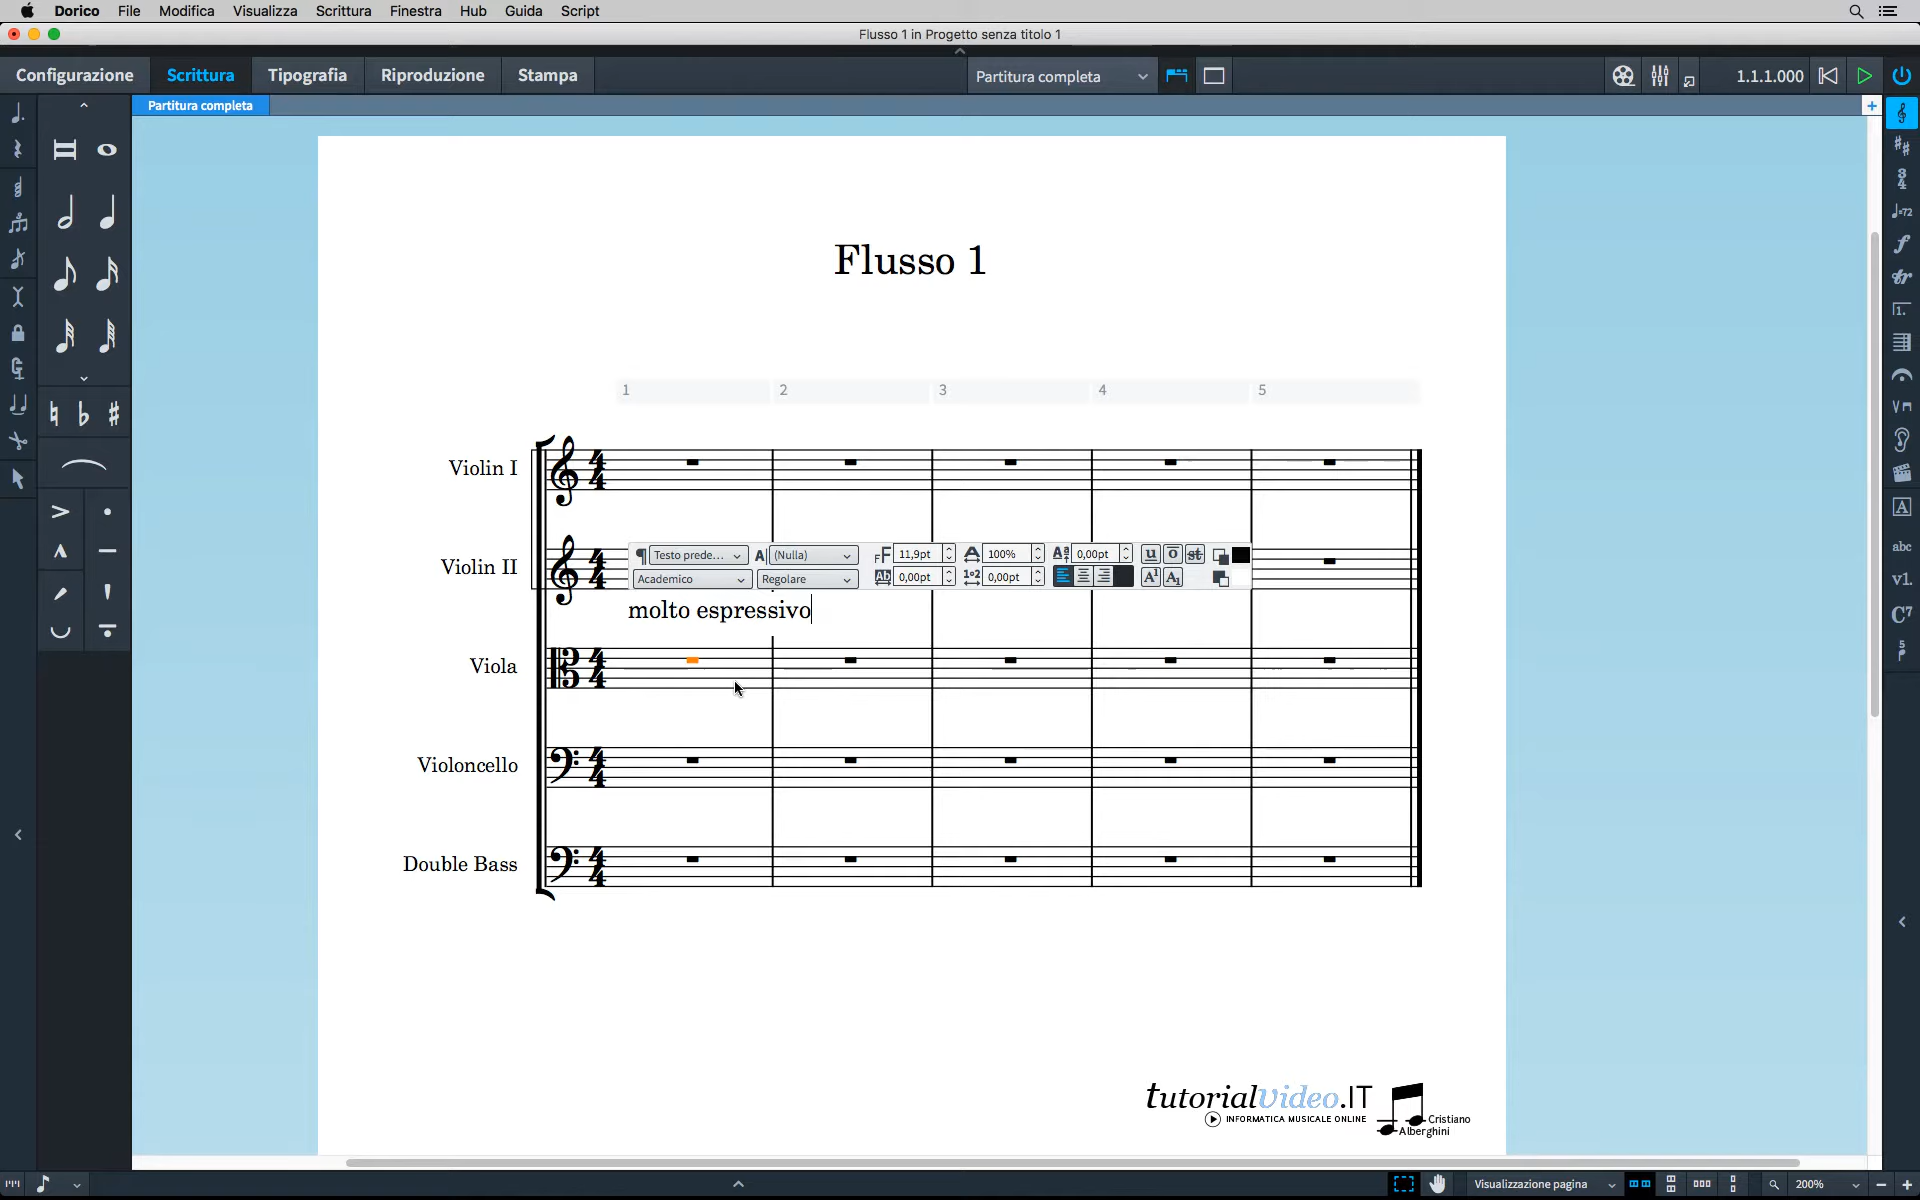 Dorico File Modifica Visualizza Scrittura Finestra Hub Guida Script
Flusso 1 in Progetto senza titolo 1
Configurazione Scrittura Tipografia Riproduzione Stampa Partitura completa 1.1.1.000
Partitura completa
Flusso 1
1 2 3 4 5
Violin I
Violin II
Testo prede... (Nulla) 11,9pt 100% 0,00pt
Academico Regolare 0,00pt 0,00pt
molto espressivo
Viola
Violoncello
Double Bass
tutorialvideo.IT
INFORMATICA MUSICALE ONLINE
Cristiano
Alberghini
Visualizzazione pagina 200%